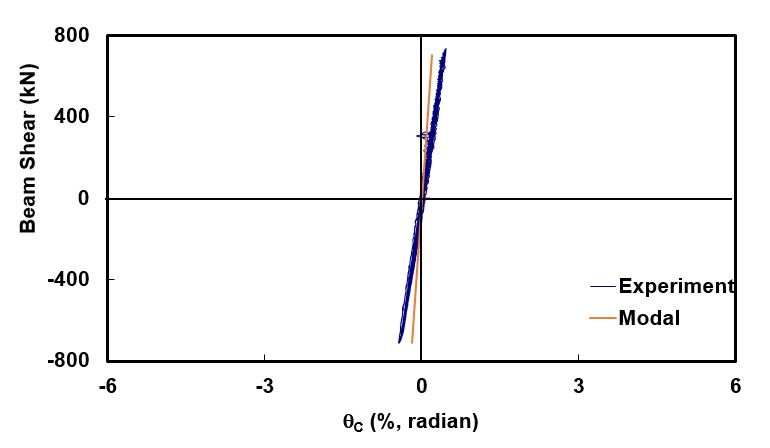 800
400
0
-400
-800
Beam Shear (kN)
Experiment
Modal
-6
-3
0
3
6
θC (%, radian)